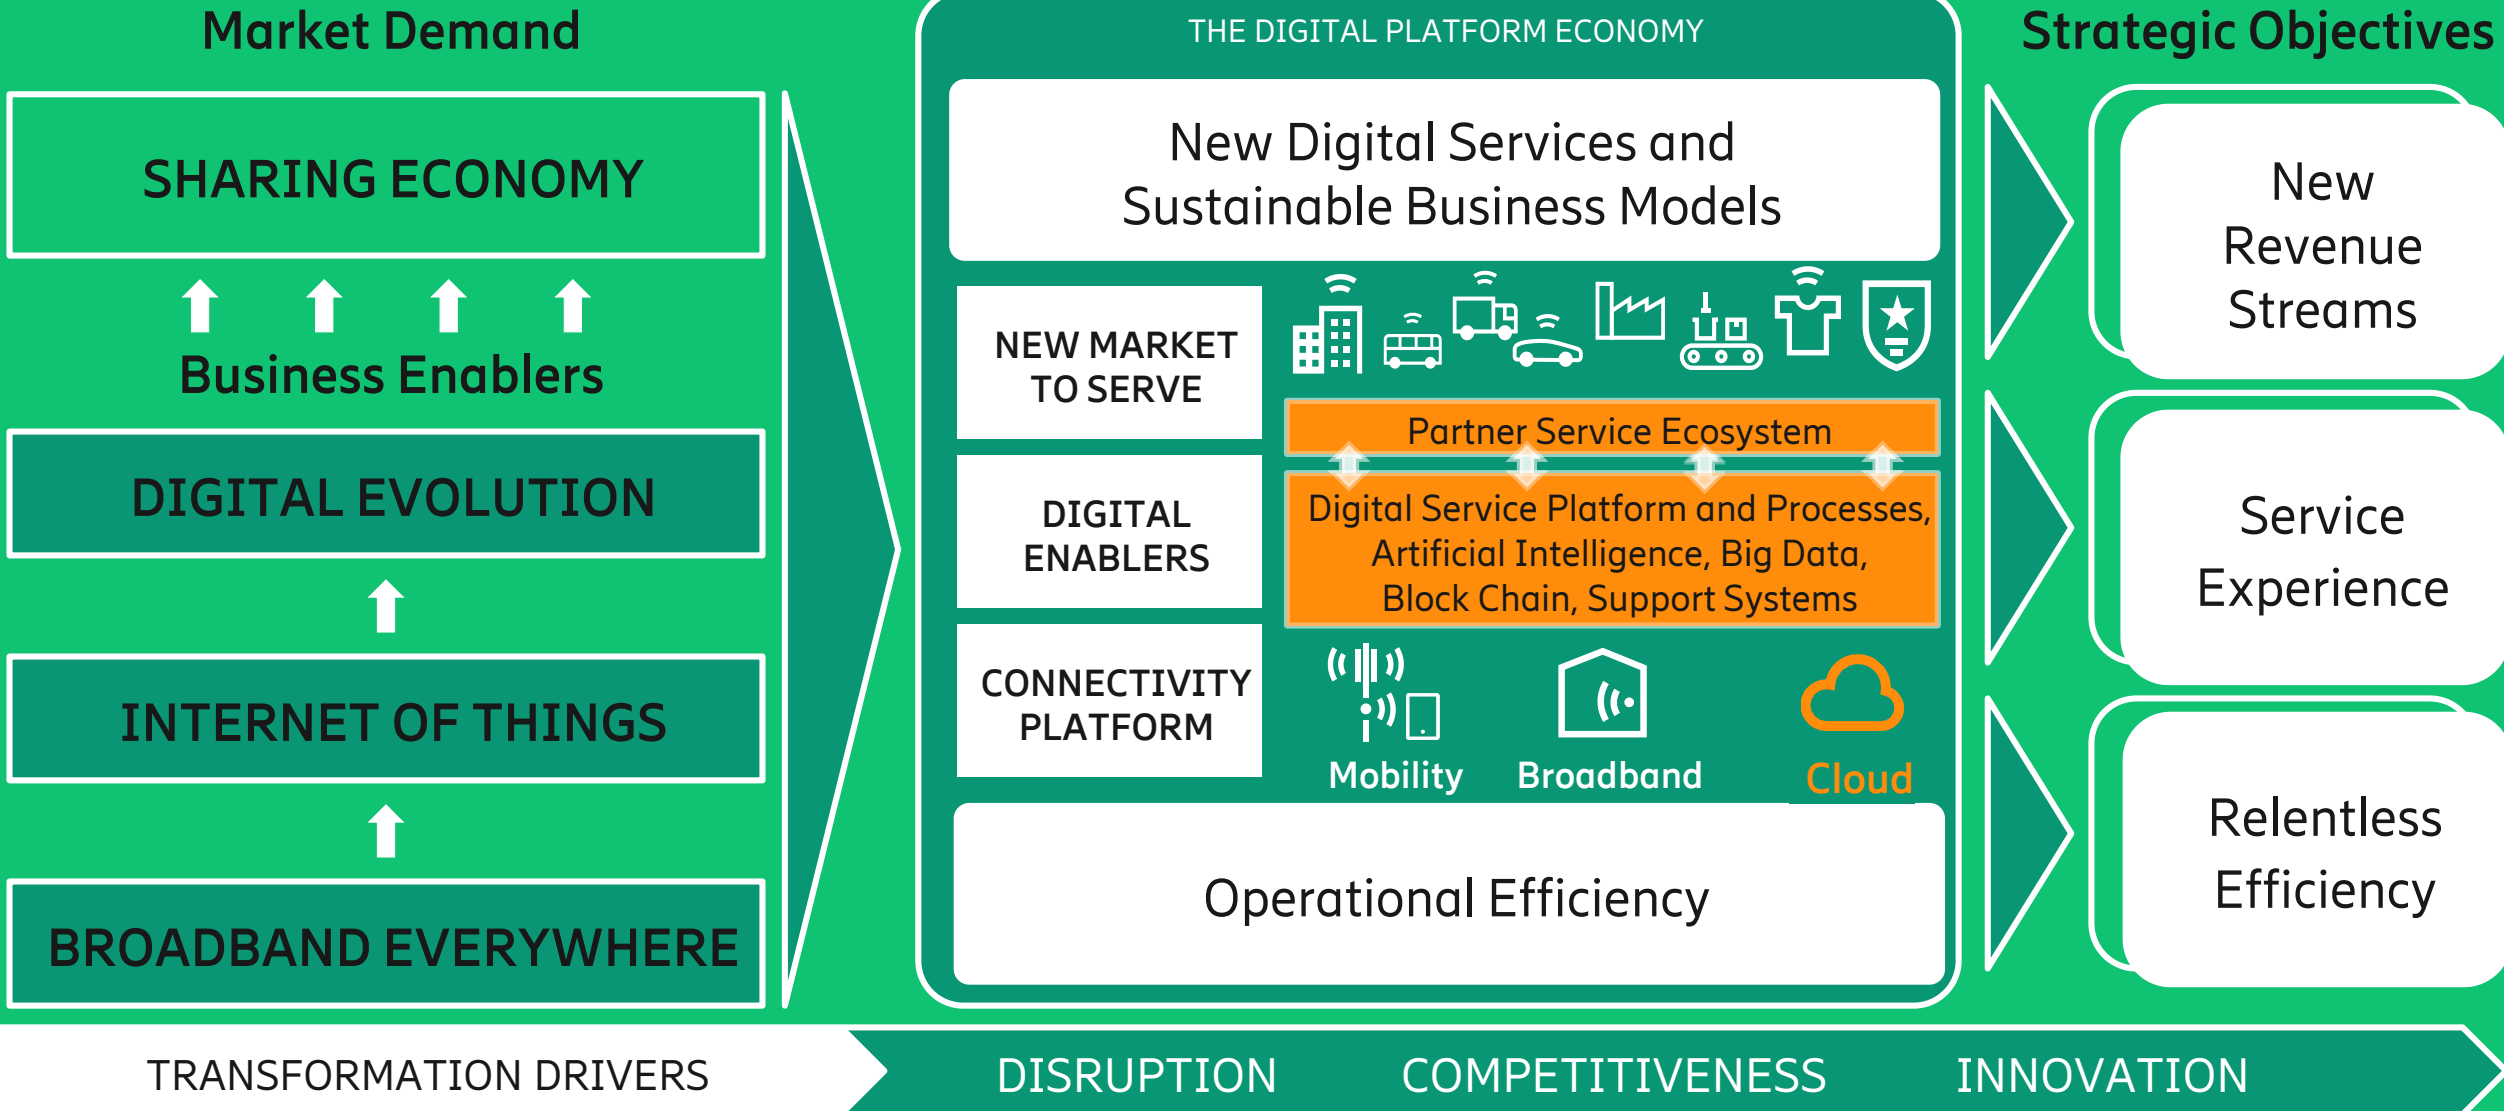 Market Demand
SHARING ECONOMY
Business Enablers
DIGITAL EVOLUTION
INTERNET OF THINGS
BROADBAND EVERYWHERE
THE DIGITAL PLATFORM ECONOMY
New Digital Services and
Sustainable Business Models
NEW MARKET
TO SERVE
Partner Service Ecosystem
DIGITAL
ENABLERS
Digital Service Platform and Processes,
Artificial Intelligence, Big Data,
Block Chain, Support Systems
CONNECTIVITY
PLATFORM
Mobility
Broadband
Cloud
Operational Efficiency
Strategic Objectives
New
Revenue
Streams
Service
Experience
Relentless
Efficiency
TRANSFORMATION DRIVERS
DISRUPTION
COMPETITIVENESS
INNOVATION